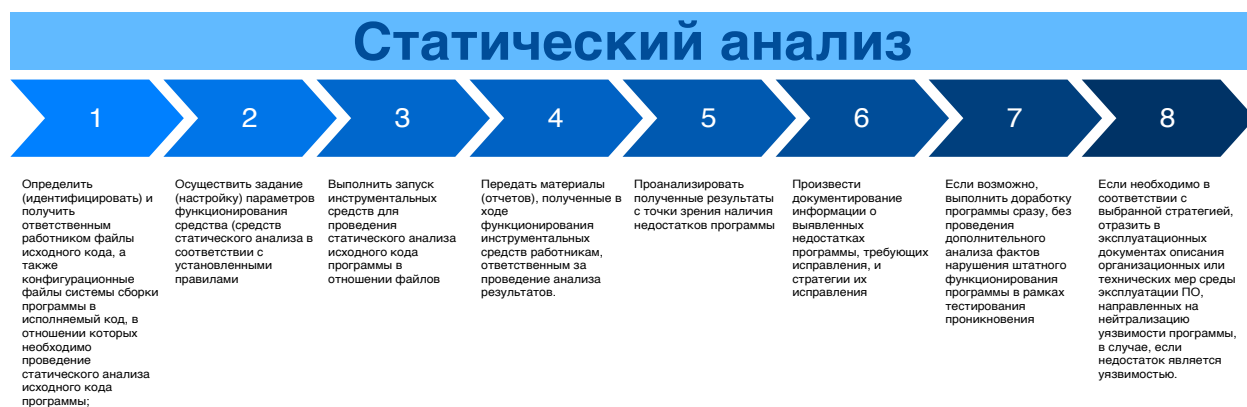 Статический анализ
1
2
3
4
5
6
7
8
Определить
(идентифицировать) и
получить
ответственным
работником файлы
исходного кода, а
также
конфигурационные
файлы системы сборки
программы в
исполняемый код, в
отношении которых
необходимо
проведение
статического анализа
исходного кода
программы;
Осуществить задание
(настройку) параметров
функционирования
средства (средств
статического анализа в
соответствии с
установленными
правилами
Выполнить запуск
инструментальных
средств для
проведения
статического анализа
исходного кода
программы в
отношении файлов
Передать материалы
(отчетов), полученные в
ходе
функционирования
инструментальных
средств работникам,
ответственным за
проведение анализа
результатов.
Проанализировать
полученные результаты
с точки зрения наличия
недостатков программы
Произвести
документирование
информации о
выявленных
недостатках
программы, требующих
исправления, и
стратегии их
исправления
Если возможно,
выполнить доработку
программы сразу, без
проведения
дополнительного
анализа фактов
нарушения штатного
функционирования
программы в рамках
тестирования
проникновения
Если необходимо в
соответствии с
выбранной стратегией,
отразить в
эксплуатационных
документах описания
организационных или
технических мер среды
эксплуатации ПО,
направленных на
нейтрализацию
уязвимости программы,
в случае, если
недостаток является
уязвимостью.